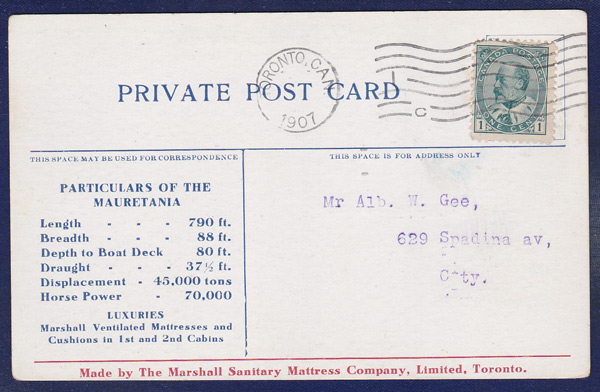 TORONTO, CAN.
1907
C
CANADA POSTAGE
1 ONE CENT 1
PRIVATE POST CARD
THIS SPACE MAY BE USED FOR CORRESPONDENCE
THIS SPACE IS FOR ADDRESS ONLY
PARTICULARS OF THE
MAURETANIA
Length - - - 790 ft.
Breadth - - - 88 ft.
Depth to Boat Deck 80 ft.
Draught - - - 37½ ft.
Displacement - 45,000 tons
Horse Power - 70,000
LUXURIES
Marshall Ventilated Mattresses and
Cushions in 1st and 2nd Cabins
Mr Alb. W. Gee,
629 Spadina av,
City.
Made by The Marshall Sanitary Mattress Company, Limited, Toronto.